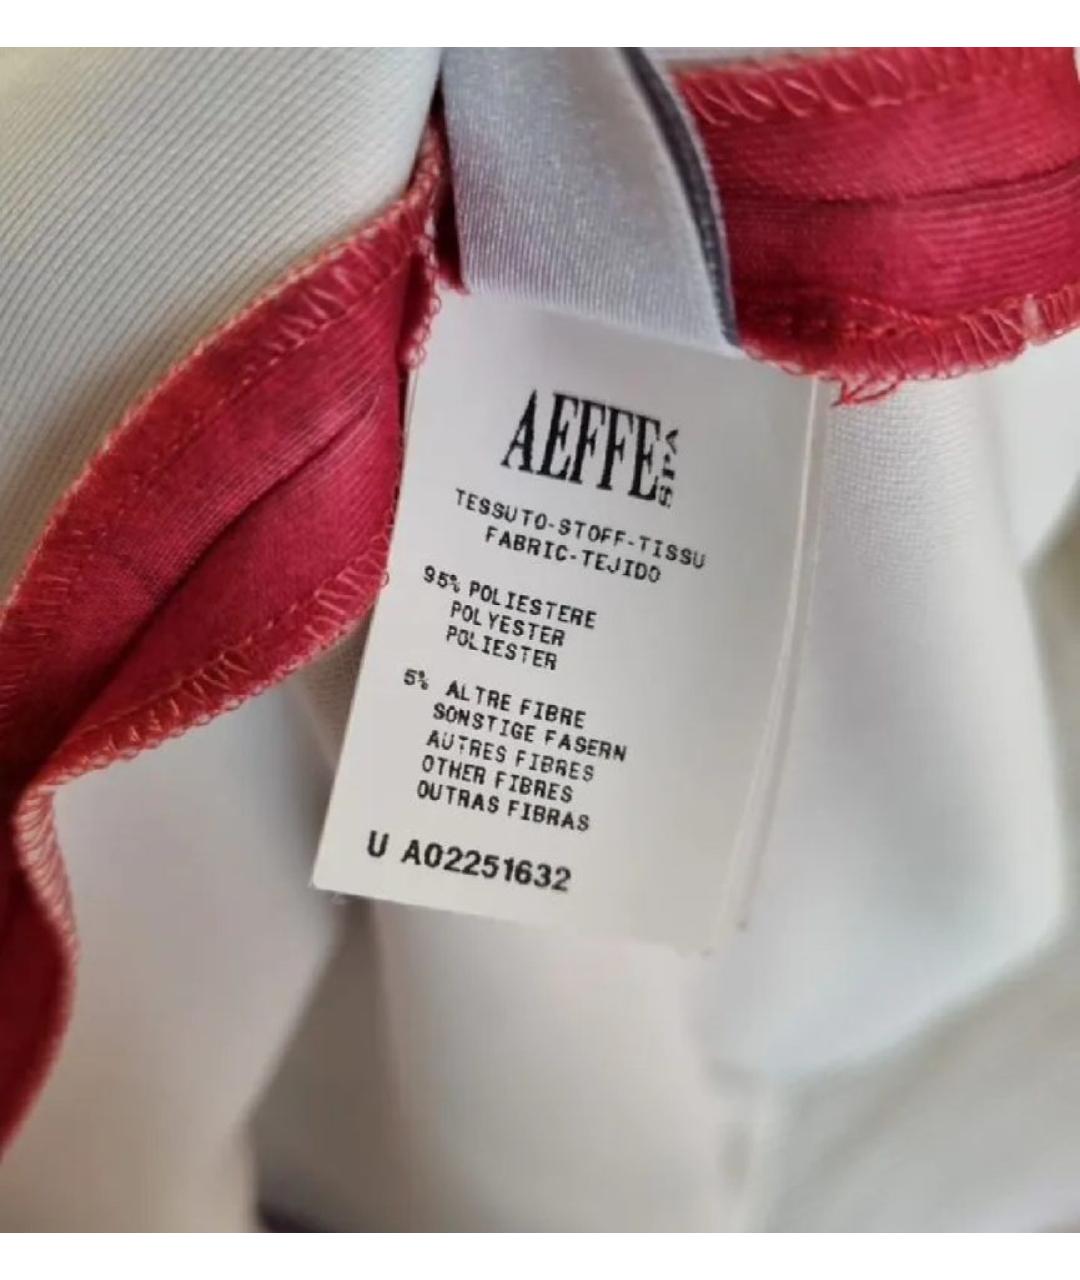 AEFFE SPA
TESSUTO-STOFF-TISSU
FABRIC-TEJIDO
95% POLIESTERE
POLYESTER
POLIESTER
5% ALTRE FIBRE
SONSTIGE FASERN
AUTRES FIBRES
OTHER FIBRES
OUTRAS FIBRAS
U A02251632